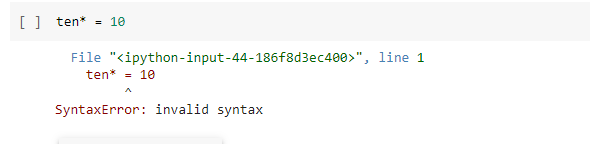 [ ] ten* = 10
File "<ipython-input-44-186f8d3ec400>", line 1
ten* = 10
^
SyntaxError: invalid syntax